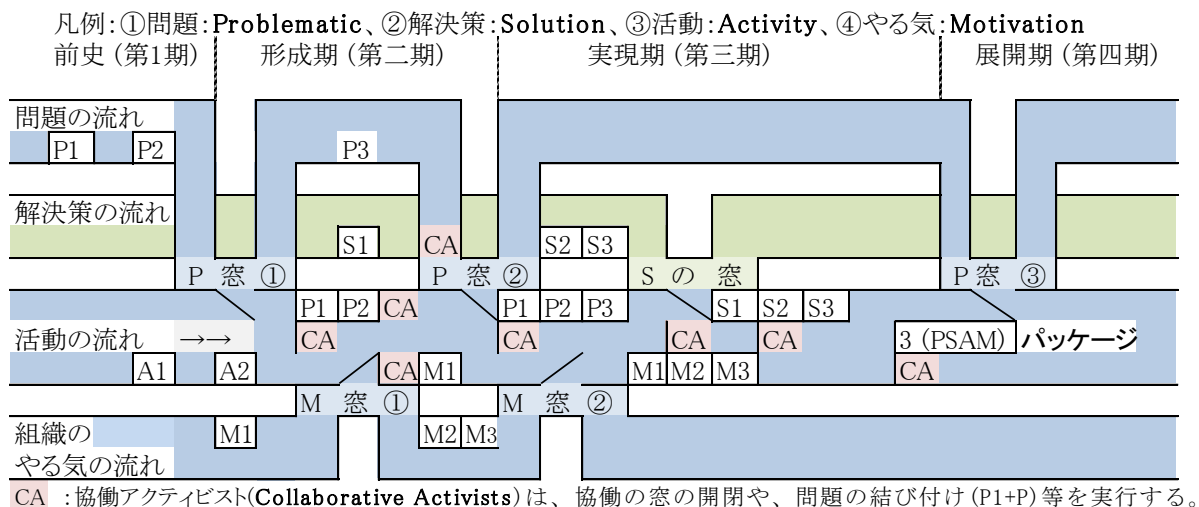 凡例:①問題:Problematic、②解決策:Solution、③活動:Activity、④やる気:Motivation
前史 (第1期) 形成期 (第二期) 実現期 (第三期) 展開期 (第四期)
問題の流れ
P1 P2 P3
解決策の流れ
S1 CA S2 S3
P 窓 ① P 窓 ② S の 窓 P 窓 ③
P1 P2 CA P1 P2 P3 S1 S2 S3
活動の流れ →→ CA CA CA CA 3 (PSAM) パッケージ
A1 A2 CA M1 M1 M2 M3 CA
M 窓 ① M 窓 ②
組織の M1 M2 M3
やる気の流れ
CA :協働アクティビスト(Collaborative Activists)は、協働の窓の開閉や、問題の結び付け(P1+P)等を実行する。